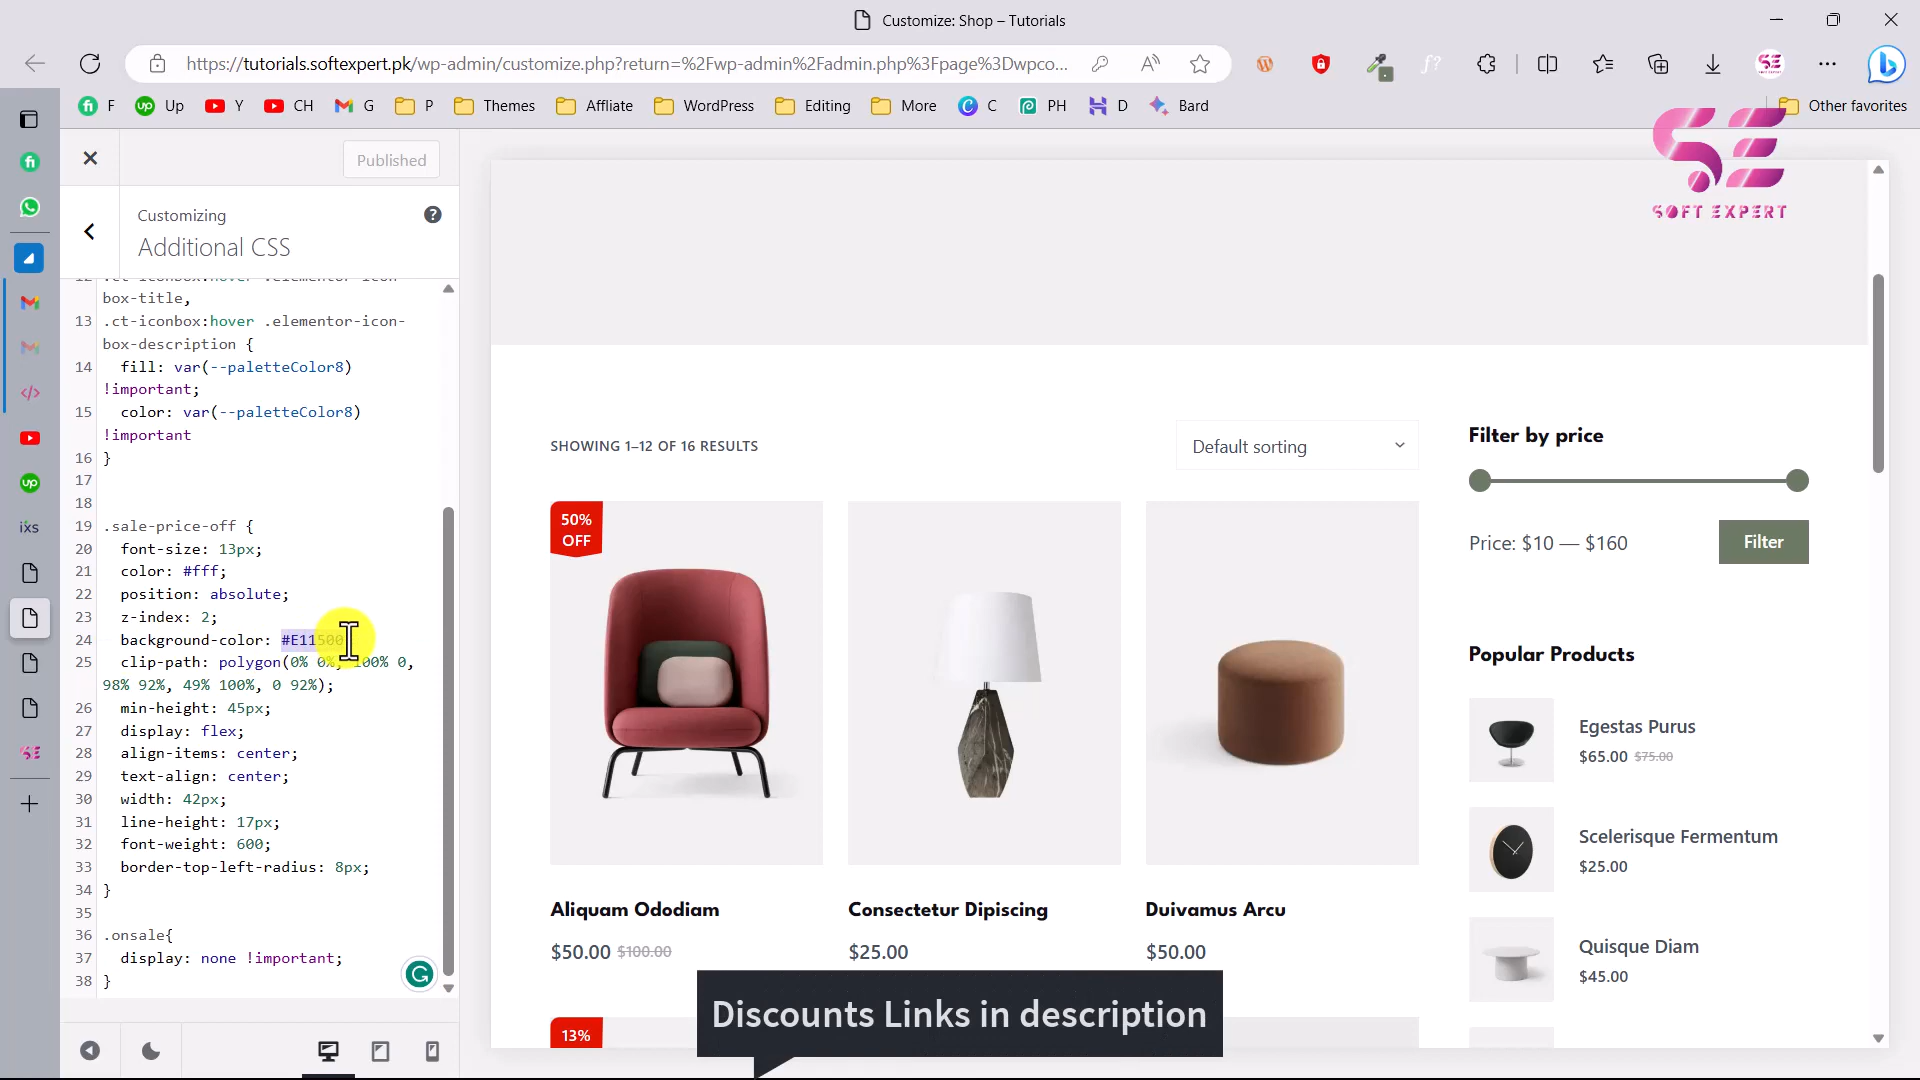 Customize: Shop – Tutorials
https://tutorials.softexpert.pk/wp-admin/customize.php?return=%2Fwp-admin%2Fadmin.php%3Fpage%3Dwpco...
F Up Y CH G P Themes Affliate WordPress Editing More C PH D Bard Other favorites
SE
SOFT EXPERT
Published
Customizing
Additional CSS
box-title,
13 .ct-iconbox:hover .elementor-icon-
box-description {
14 fill: var(--paletteColor8)
!important;
15 color: var(--paletteColor8)
!important
16 }
17
18
19 .sale-price-off {
20 font-size: 13px;
21 color: #fff;
22 position: absolute;
23 z-index: 2;
24 background-color: #E11500
25 clip-path: polygon(0% 0%, 100% 0,
98% 92%, 49% 100%, 0 92%);
26 min-height: 45px;
27 display: flex;
28 align-items: center;
29 text-align: center;
30 width: 42px;
31 line-height: 17px;
32 font-weight: 600;
33 border-top-left-radius: 8px;
34 }
35
36 .onsale{
37 display: none !important;
38 }
SHOWING 1–12 OF 16 RESULTS
Default sorting
50%
OFF
Aliquam Ododiam
$50.00 $100.00
Consectetur Dipiscing
$25.00
Duivamus Arcu
$50.00
13%
Filter by price
Price: $10 — $160
Filter
Popular Products
Egestas Purus
$65.00 $75.00
Scelerisque Fermentum
$25.00
Quisque Diam
$45.00
Discounts Links in description